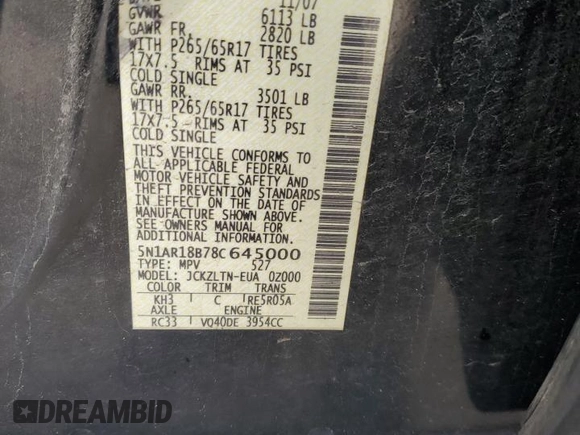 11/07
GVWR 6113 LB
GAWR FR. 2820 LB
WITH P265/65R17 TIRES
17X7.5 RIMS AT 35 PSI
COLD SINGLE
GAWR RR. 3501 LB
WITH P265/65R17 TIRES
17X7.5 RIMS AT 35 PSI
COLD SINGLE
THIS VEHICLE CONFORMS TO
ALL APPLICABLE FEDERAL
MOTOR VEHICLE SAFETY AND
THEFT PREVENTION STANDARDS
IN EFFECT ON THE DATE OF
MANUFACTURE SHOWN ABOVE.
SEE OWNERS MANUAL FOR
ADDITIONAL INFORMATION.
5N1AR18B78C645000
TYPE: MPV 527
MODEL: JCKZLTN-EUA 0Z000
COLOR TRIM TRANS
KH3 C RE5R05A
AXLE ENGINE
RC33 VQ40DE 3954CC
DREAMBID